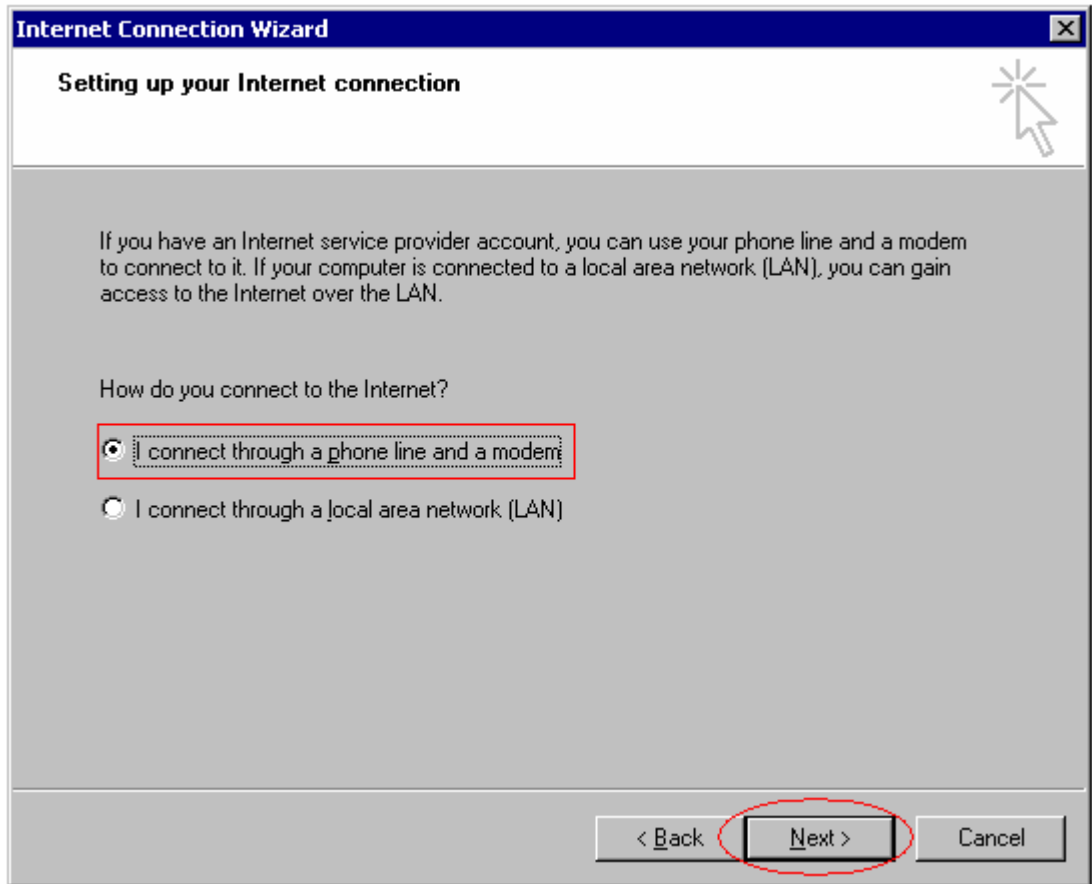 Internet Connection Wizard
Setting up your Internet connection
If you have an Internet service provider account, you can use your phone line and a modem
to connect to it. If your computer is connected to a local area network (LAN), you can gain
access to the Internet over the LAN.
How do you connect to the Internet?
I connect through a phone line and a modem
I connect through a local area network (LAN)
< Back Next > Cancel